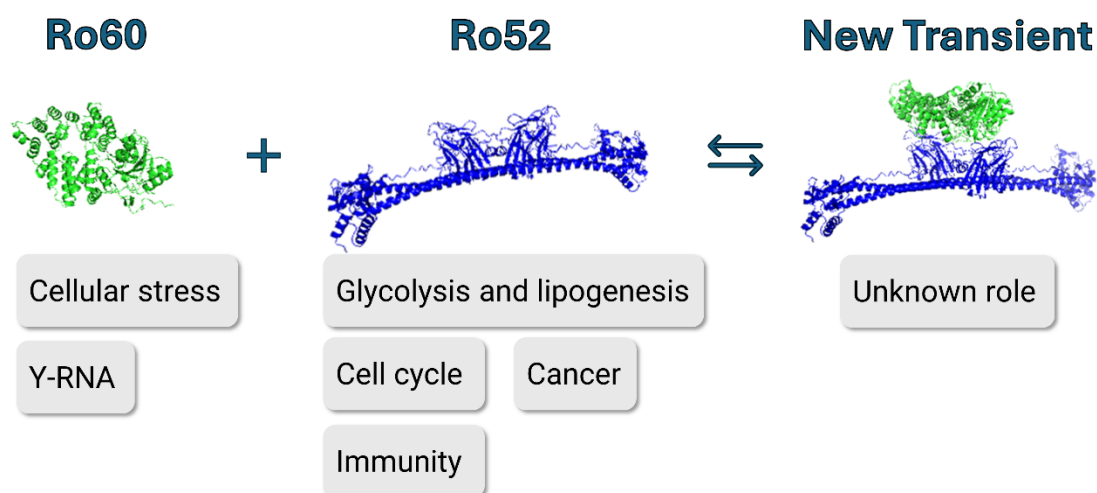 Ro60
Ro52
New Transient
+
Cellular stress
Glycolysis and lipogenesis
Unknown role
Y-RNA
Cell cycle
Cancer
Immunity